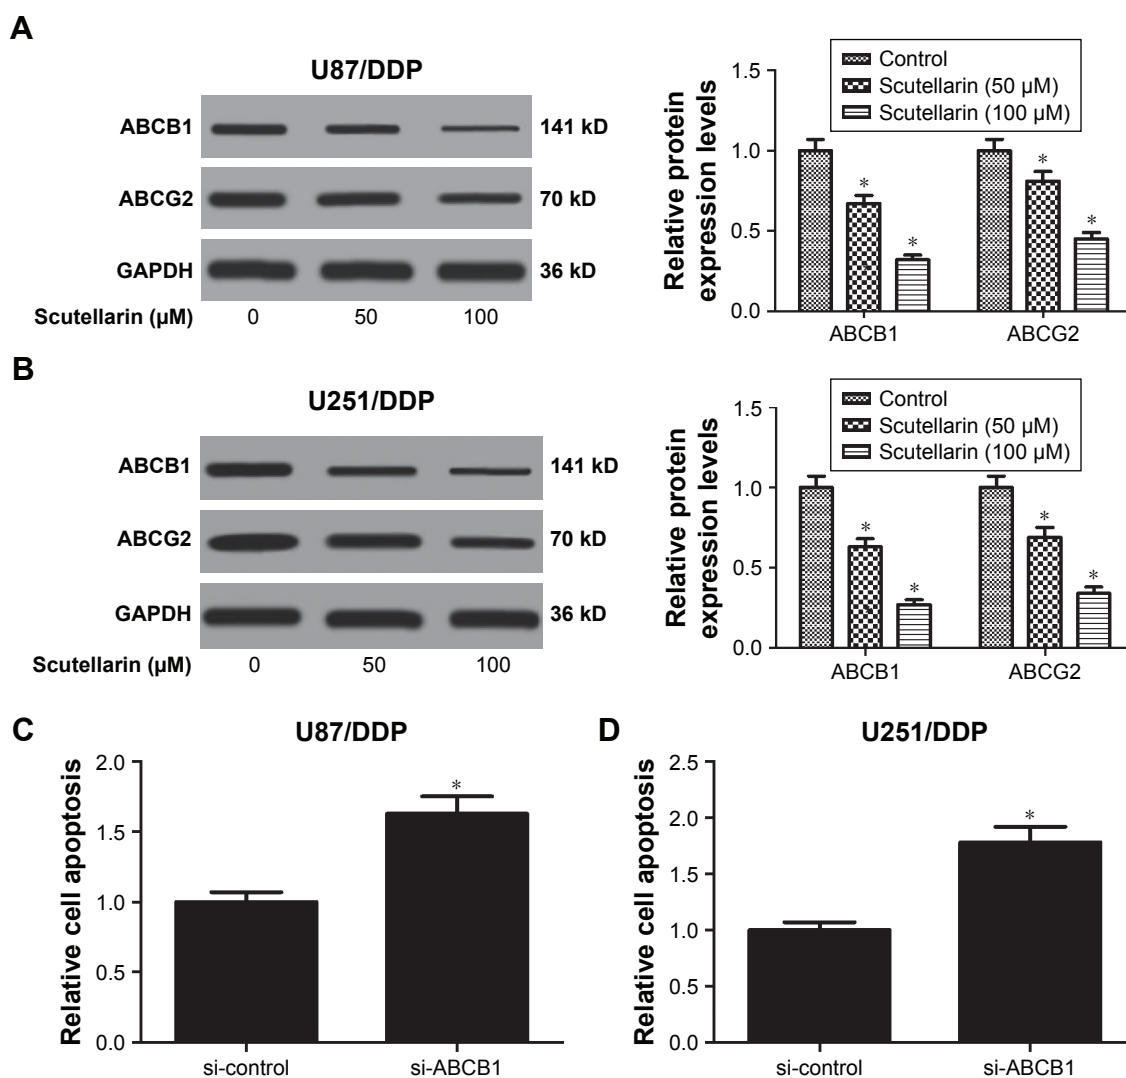 A
U87/DDP
ABCB1
141 kD
ABCG2
70 kD
GAPDH
36 kD
Scutellarin (µM)
0
50
100
Relative protein
expression levels
1.5
1.0
0.5
0.0
Control
Scutellarin (50 µM)
Scutellarin (100 µM)
*
*
*
*
ABCB1
ABCG2
B
U251/DDP
ABCB1
141 kD
ABCG2
70 kD
GAPDH
36 kD
Scutellarin (µM)
0
50
100
Relative protein
expression levels
1.5
1.0
0.5
0.0
Control
Scutellarin (50 µM)
Scutellarin (100 µM)
*
*
*
*
ABCB1
ABCG2
C
U87/DDP
Relative cell apoptosis
2.0
1.5
1.0
0.5
0.0
*
si-control
si-ABCB1
D
U251/DDP
Relative cell apoptosis
2.5
2.0
1.5
1.0
0.5
0.0
*
si-control
si-ABCB1